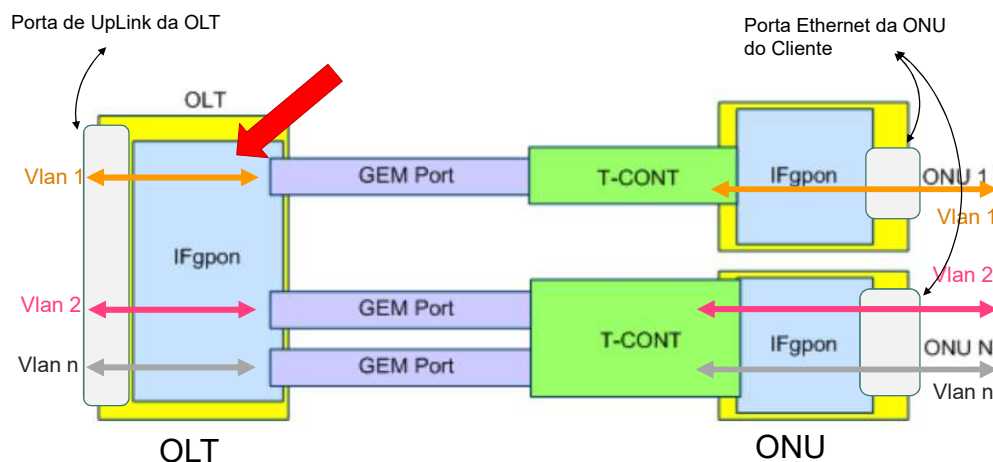 Porta de UpLink da OLT
Porta Ethernet da ONU
do Cliente
OLT
Vlan 1
GEM Port
T-CONT
IFgpon
ONU 1
Vlan 1
IFgpon
Vlan 2
GEM Port
Vlan 2
Vlan n
GEM Port
T-CONT
IFgpon
ONU N
Vlan n
OLT
ONU